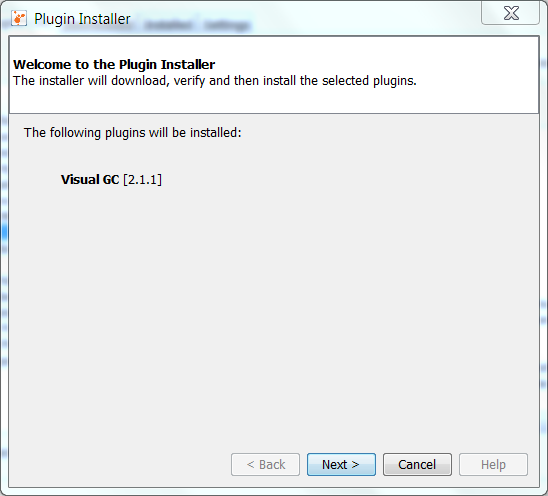 Plugin Installer
Welcome to the Plugin Installer
The installer will download, verify and then install the selected plugins.
The following plugins will be installed:
Visual GC [2.1.1]
< Back
Next >
Cancel
Help